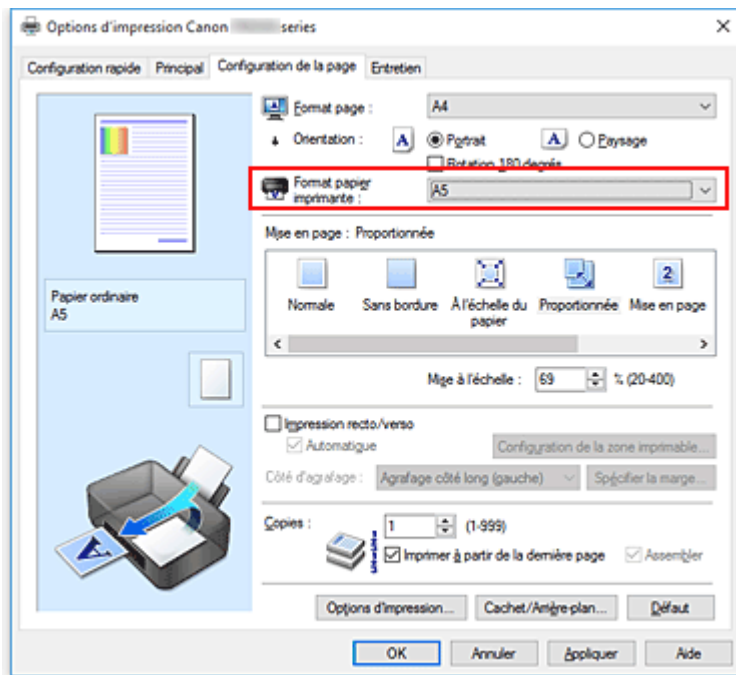 Options d'impression Canon series
Configuration rapide Principal Configuration de la page Entretien
Format page : A4
Orientation : A Portrait A Paysage
Rotation 180 degrés
Format papier imprimante : A5
Mise en page : Proportionnée
Normale Sans bordure À l'échelle du papier Proportionnée Mise en page
Papier ordinaire
A5
Mise à l'échelle : 69 % (20-400)
Impression recto/verso
Automatique Configuration de la zone imprimable...
Côté d'agrafage : Agrafage côté long (gauche) Spécifier la marge...
Copies : 1 (1-999)
Imprimer à partir de la dernière page Assembler
Options d'impression... Cachet/Arrière-plan... Défaut
OK Annuler Appliquer Aide